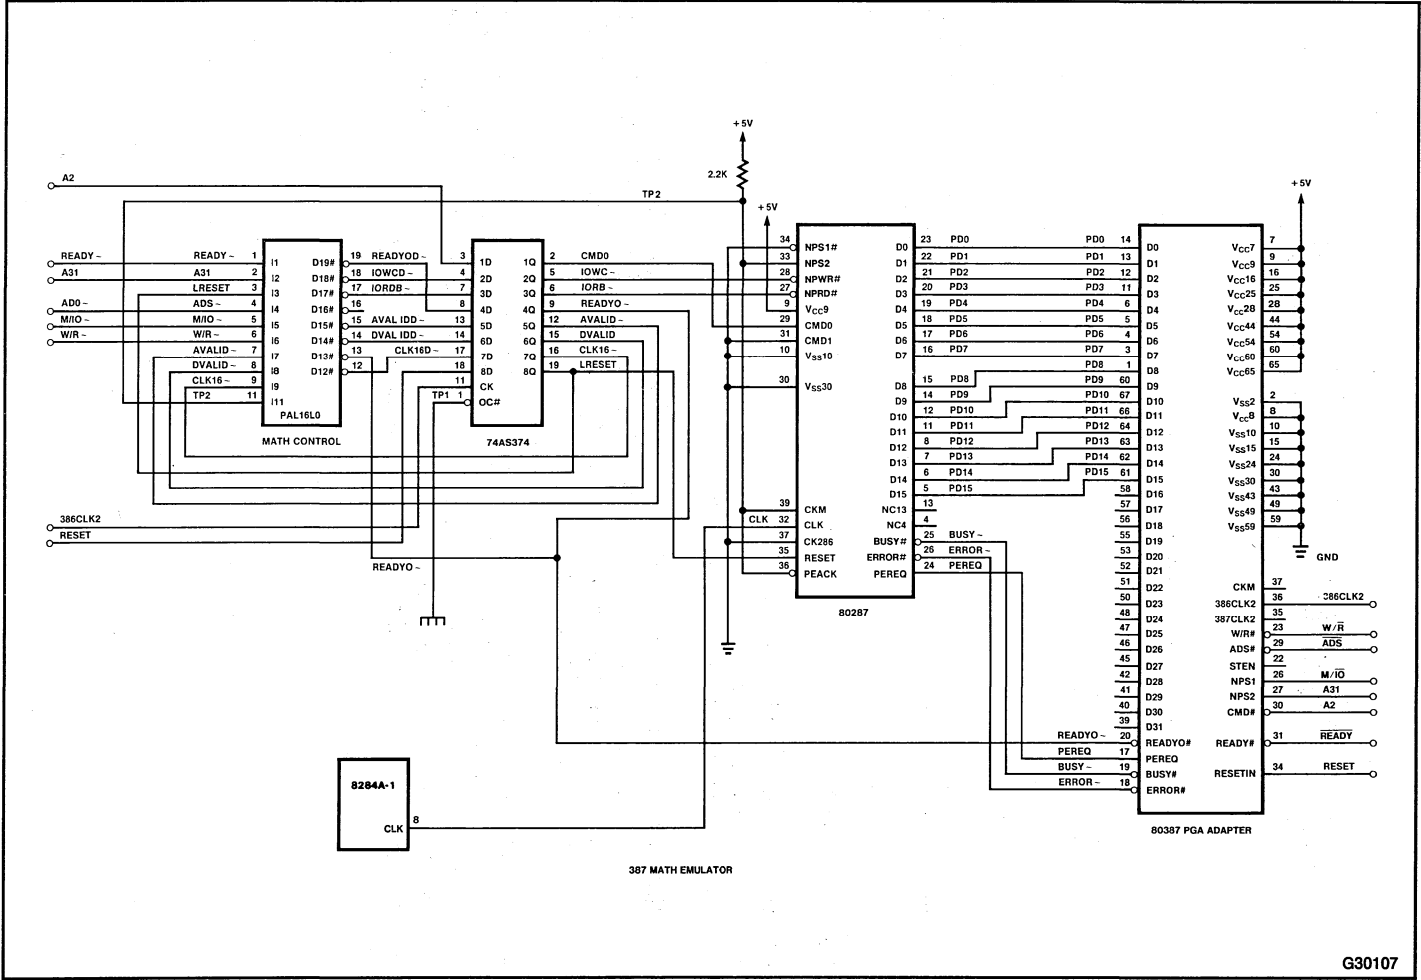 +5V
2.2K
TP2
+5V
+5V
A2
READY~ READY~ 1 I1 D19# 19 READYOD~ 3 1D 1Q 2 CMD0
A31 A31 2 I2 D18# 18 IOWCD~ 4 2D 2Q 5 IOWC~
LRESET 3 I3 D17# 17 IORDB~ 7 3D 3Q 6 IORB~
AD0~ ADS~ 4 I4 D16# 16 8 4D 4Q 9 READYO~
M/IO~ M/IO~ 5 I5 D15# 15 AVAL IDD~ 13 5D 5Q 12 AVALID~
W/R~ W/R~ 6 I6 D14# 14 DVAL IDD~ 14 6D 6Q 15 DVALID
AVALID~ 7 I7 D13# 13 CLK16D~ 17 7D 7Q 16 CLK16~
DVALID~ 8 I8 D12# 12 18 8D 8Q 19 LRESET
CLK16~ 9 I9 11 CK
TP2 11 I11 TP1 1 OC#
PAL16L0
MATH CONTROL
74AS374
386CLK2
RESET
READYO~
34 NPS1# D0 23 PD0
33 NPS2 D1 22 PD1
28 NPWR# D2 21 PD2
27 NPRD# D3 20 PD3
9 VCC9 D4 19 PD4
29 CMD0 D5 18 PD5
31 CMD1 D6 17 PD6
10 VSS10 D7 16 PD7
30 VSS30 D8 15 PD8
D9 14 PD9
D10 12 PD10
D11 11 PD11
D12 8 PD12
D13 7 PD13
D14 6 PD14
D15 5 PD15
39 CKM NC13 13
CLK 32 CLK NC4 4
37 CK286 BUSY# 25 BUSY~
35 RESET ERROR# 26 ERROR~
36 PEACK PEREQ 24 PEREQ
80287
PD0 14 D0 VCC7 7
PD1 13 D1 VCC9 9
PD2 12 D2 VCC16 16
PD3 11 D3 VCC25 25
PD4 6 D4 VCC28 28
PD5 5 D5 VCC44 44
PD6 4 D6 VCC54 54
PD7 3 D7 VCC60 60
PD8 1 D8 VCC65 65
PD9 60 D9 VSS2 2
PD10 67 D10 VCC8 8
PD11 66 D11 VSS10 10
PD12 64 D12 VSS15 15
PD13 63 D13 VSS24 24
PD14 62 D14 VSS30 30
PD15 61 D15 VSS43 43
58 D16 VSS49 49
57 D17 VSS59 59
56 D18
55 D19
53 D20 GND
52 D21
51 D22 CKM 37
50 D23 386CLK2 36 386CLK2
48 D24 387CLK2 35
47 D25 W/R# 23 W/R̅
46 D26 ADS# 29 A̅D̅S̅
45 D27 STEN 22
42 D28 NPS1 26 M/I̅O̅
41 D29 NPS2 27 A31
40 D30 CMD# 30 A2
39 D31
READYO~ 20 READYO# READY# 31 R̅E̅A̅D̅Y̅
PEREQ 17 PEREQ
BUSY~ 19 BUSY# RESETIN 34 RESET
ERROR~ 18 ERROR#
80387 PGA ADAPTER
8284A-1
CLK 8
387 MATH EMULATOR
G30107